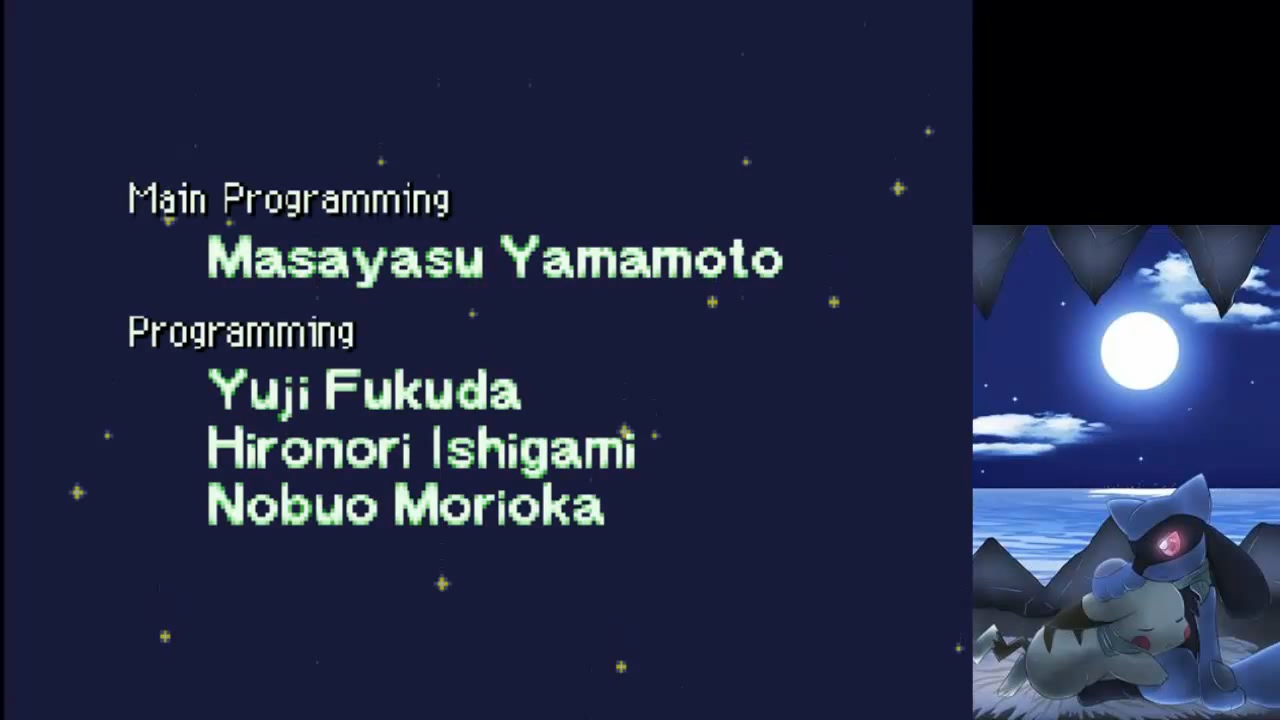 Main Programming
Masayasu Yamamoto
Programming
Yuji Fukuda
Hironori Ishigami
Nobuo Morioka